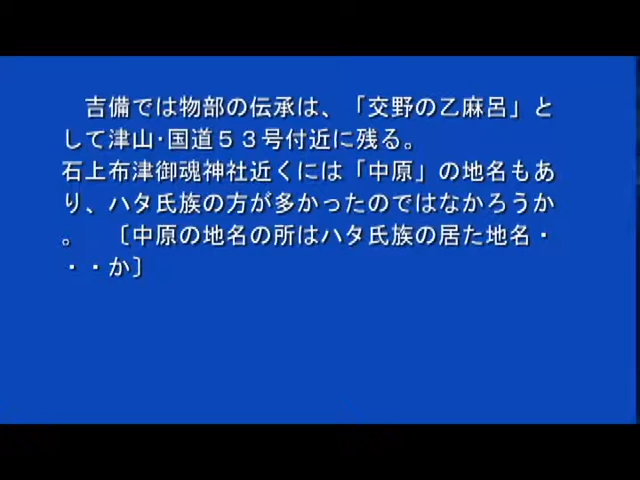 吉備では物部の伝承は、「交野の乙麻呂」と
して津山･国道５３号付近に残る。
石上布津御魂神社近くには「中原」の地名もあ
り、ハタ氏族の方が多かったのではなかろうか
。　〔中原の地名の所はハタ氏族の居た地名・
・・か〕